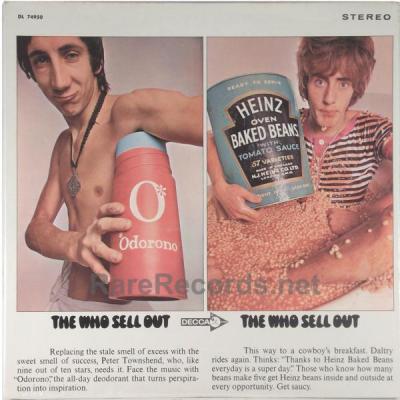 DL 74950
STEREO
O*
Odorono
READY TO SERVE
HEINZ
OVEN
BAKED BEANS
WITH
TOMATO SAUCE
57 VARIETIES
H.J. HEINZ CO. LTD.
RareRecords.net
THE WHO SELL OUT DECCA THE WHO SELL OUT
Replacing the stale smell of excess with the
sweet smell of success, Peter Townshend, who, like
nine out of ten stars, needs it. Face the music with
"Odorono", the all-day deodorant that turns perspira-
tion into inspiration.
This way to a cowboy's breakfast. Daltry
rides again. Thinks: "Thanks to Heinz Baked Beans
everyday is a super day." Those who know how many
beans make five get Heinz beans inside and outside at
every opportunity. Get saucy.